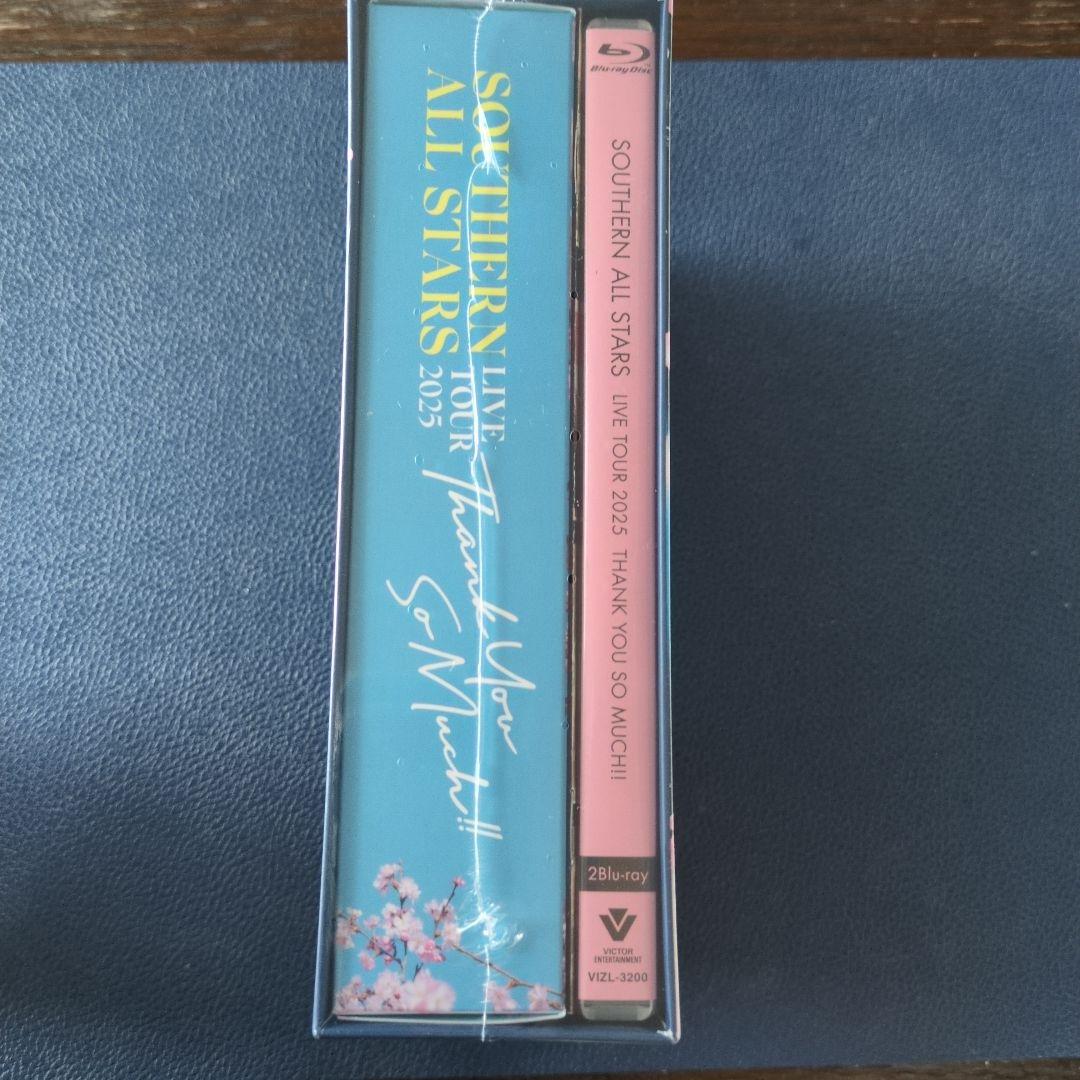 SOUTHERN
ALL STARS
LIVE
TOUR
2025
Thank You
So Much!!
Blu-ray Disc
SOUTHERN ALL STARS LIVE TOUR 2025 THANK YOU SO MUCH!!
2Blu-ray
VICTOR
ENTERTAINMENT
VIZL-3200